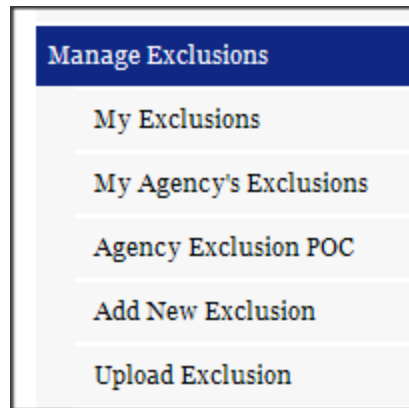 Manage Exclusions
My Exclusions
My Agency's Exclusions
Agency Exclusion POC
Add New Exclusion
Upload Exclusion